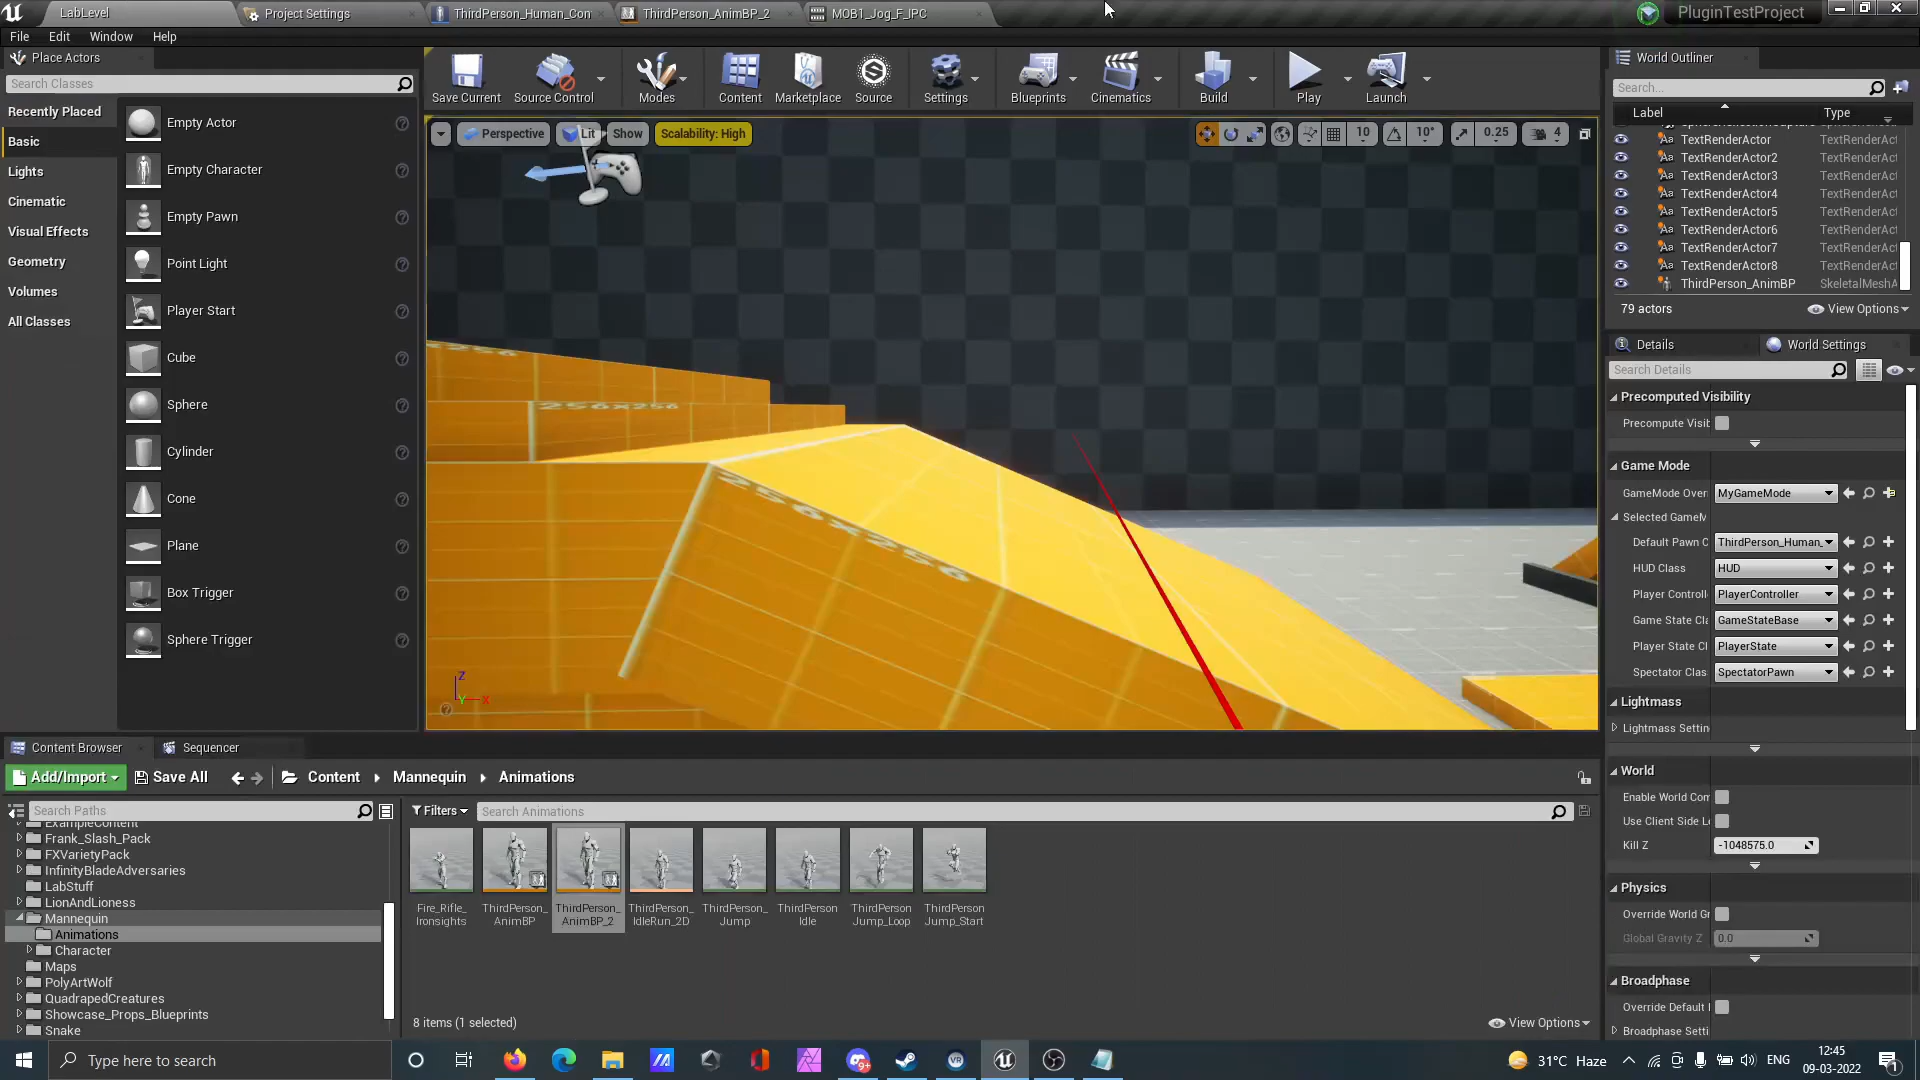 LabLevel
Project Settings
ThirdPerson_Human_Con
ThirdPerson_AnimBP_2
MOB1_Jog_F_IPC
PluginTestProject
File Edit Window Help
Place Actors
Search Classes
Recently Placed
Basic
Lights
Cinematic
Visual Effects
Geometry
Volumes
All Classes
Empty Actor
Empty Character
Empty Pawn
Point Light
Player Start
Cube
Sphere
Cylinder
Cone
Plane
Box Trigger
Sphere Trigger
Save Current
Source Control
Modes
Content
Marketplace
Source
Settings
Blueprints
Cinematics
Build
Play
Launch
Perspective
Lit
Show
Scalability: High
10
10°
0.25
4
256
256x256
256x256
Z
X
Y
World Outliner
Search...
Label Type
TextRenderActor TextRenderAct
TextRenderActor2 TextRenderAct
TextRenderActor3 TextRenderAct
TextRenderActor4 TextRenderAct
TextRenderActor5 TextRenderAct
TextRenderActor6 TextRenderAct
TextRenderActor7 TextRenderAct
TextRenderActor8 TextRenderAct
ThirdPerson_AnimBP SkeletalMeshA
79 actors
View Options
Details
World Settings
Search Details
Precomputed Visibility
Precompute Visib
Game Mode
GameMode Over MyGameMode
Selected GameM
Default Pawn C ThirdPerson_Human_
HUD Class HUD
Player Controll PlayerController
Game State Cla GameStateBase
Player State Cl PlayerState
Spectator Clas SpectatorPawn
Lightmass
Lightmass Settin
World
Enable World Com
Use Client Side Le
Kill Z -1048575.0
Physics
Override World Gr
Global Gravity Z 0.0
Broadphase
Override Default
Broadphase Setti
Content Browser
Sequencer
Add/Import
Save All
Content
Mannequin
Animations
Search Paths
Filters
Search Animations
ExampleContent
Frank_Slash_Pack
FXVarietyPack
InfinityBladeAdversaries
LabStuff
LionAndLioness
Mannequin
Animations
Character
Maps
PolyArtWolf
QuadrapedCreatures
Showcase_Props_Blueprints
Snake
Fire_Rifle_
Ironsights
ThirdPerson_
AnimBP
ThirdPerson_
AnimBP_2
ThirdPerson_
IdleRun_2D
ThirdPerson_
Jump
ThirdPerson
Idle
ThirdPerson
Jump_Loop
ThirdPerson
Jump_Start
8 items (1 selected)
View Options
Type here to search
9+
31°C Haze
ENG
12:45
09-03-2022
1